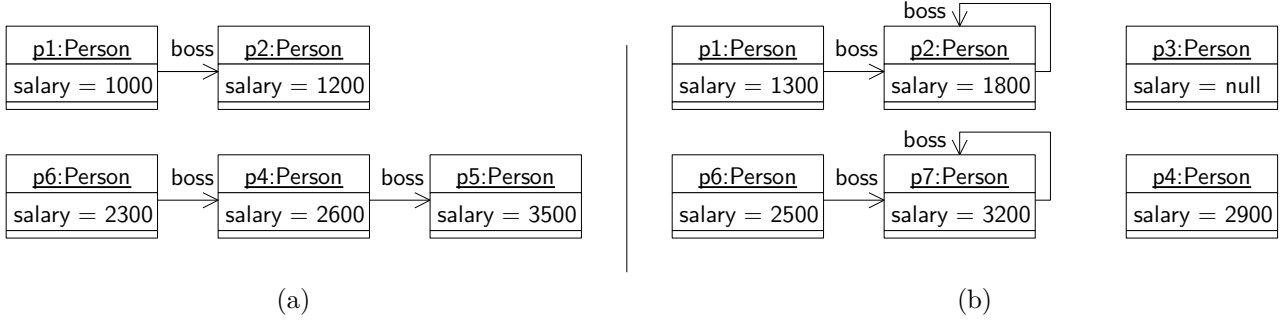 p1:Person
salary = 1000
boss
p2:Person
salary = 1200
p6:Person
salary = 2300
boss
p4:Person
salary = 2600
boss
p5:Person
salary = 3500
(a)
p1:Person
salary = 1300
boss
boss
p2:Person
salary = 1800
p3:Person
salary = null
p6:Person
salary = 2500
boss
boss
p7:Person
salary = 3200
p4:Person
salary = 2900
(b)